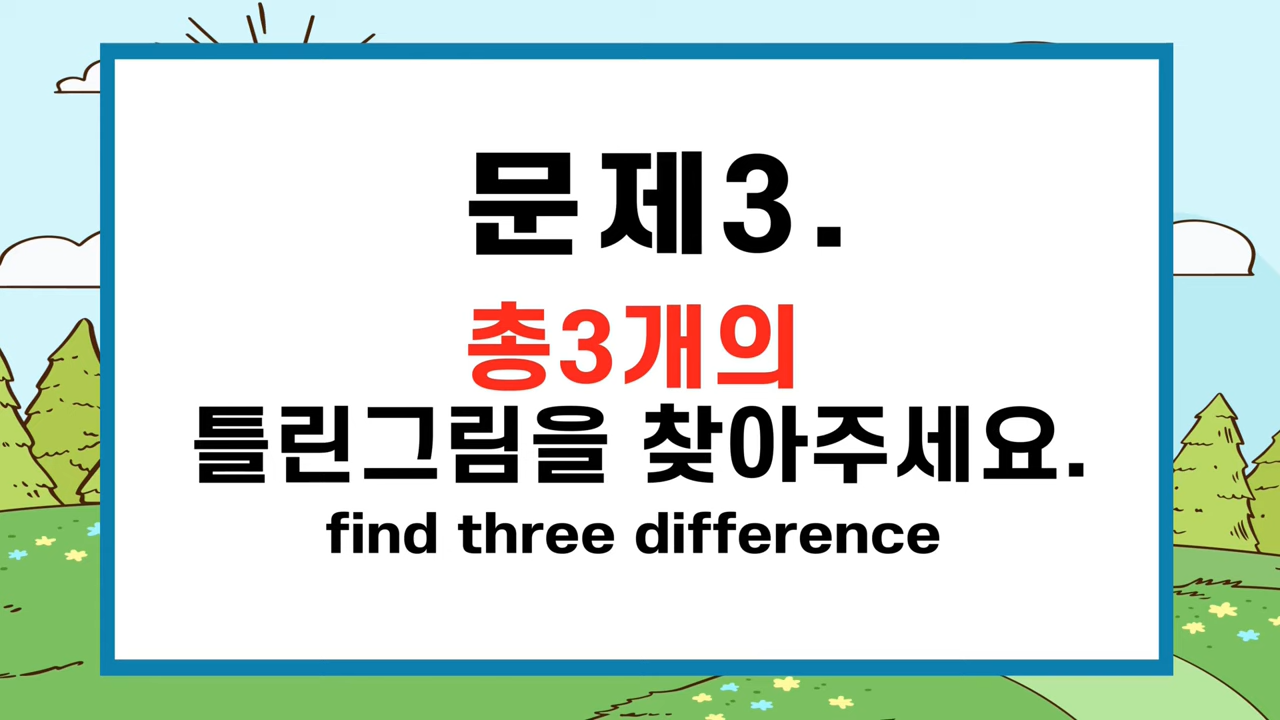 문제3.
총3개의
틀린그림을 찾아주세요.
find three difference